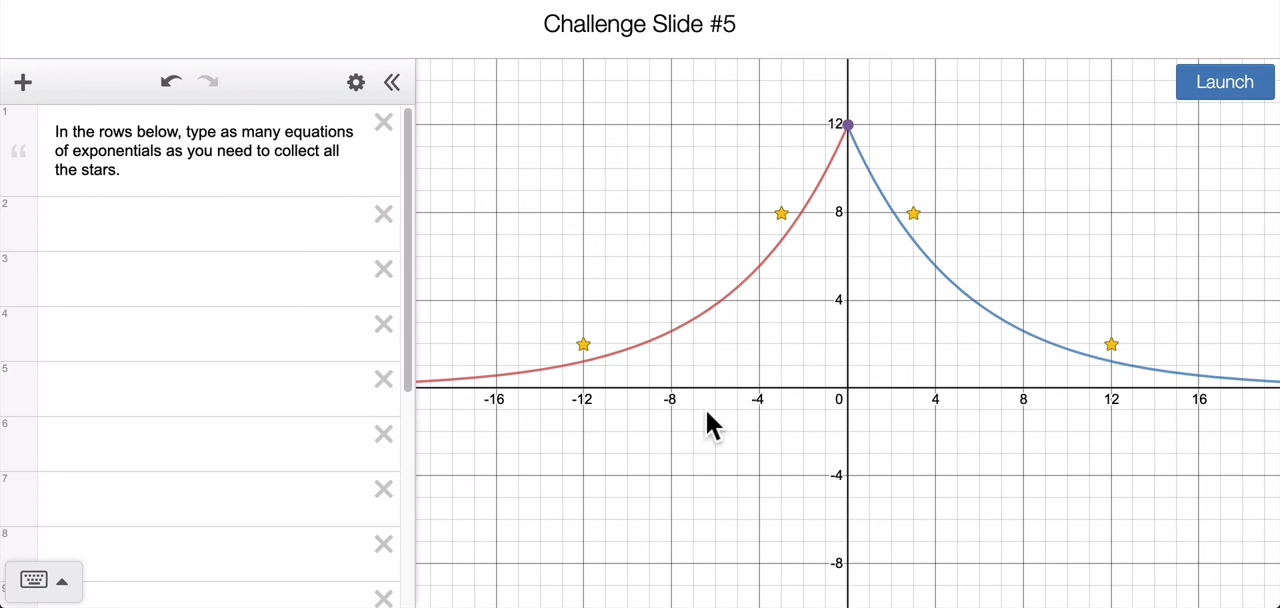 Challenge Slide #5
Launch
1
In the rows below, type as many equations
of exponentials as you need to collect all
the stars.
2
3
4
5
6
7
8
12
8
4
-16 -12 -8 -4 0 4 8 12 16
-4
-8